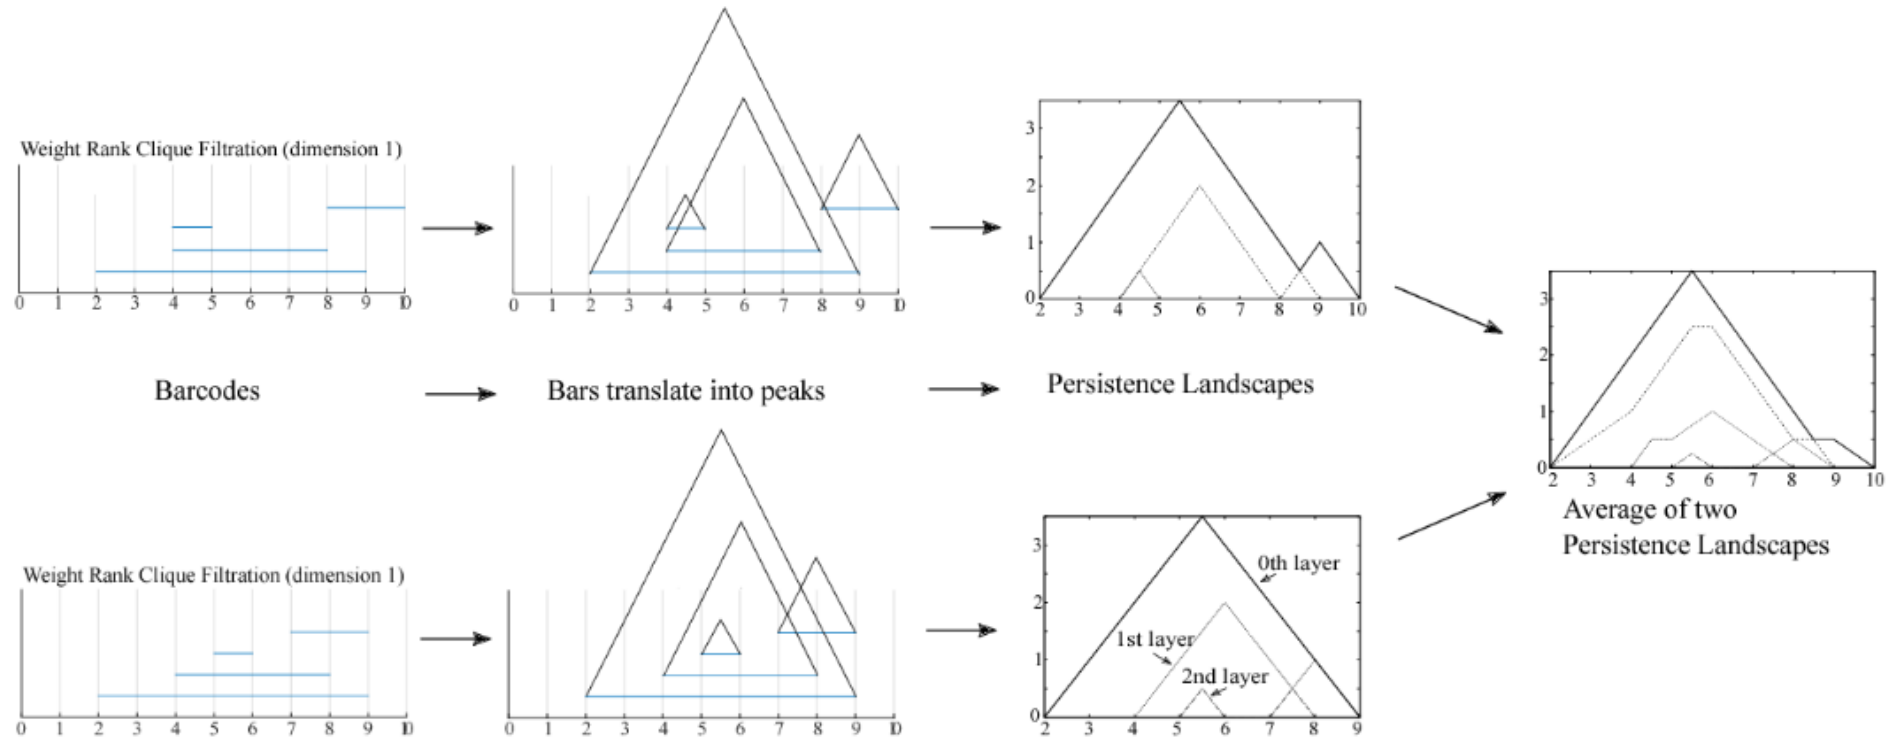 Weight Rank Clique Filtration (dimension 1)
0 1 2 3 4 5 6 7 8 9 10
0 1 2 3 4 5 6 7 8 9 10
3
2
1
0
2 3 4 5 6 7 8 9 10
Barcodes
Bars translate into peaks
Persistence Landscapes
3
2
1
0
2 3 4 5 6 7 8 9 10
Average of two
Persistence Landscapes
Weight Rank Clique Filtration (dimension 1)
0 1 2 3 4 5 6 7 8 9 10
0 1 2 3 4 5 6 7 8 9 10
3
2
1
0
0th layer
1st layer
2nd layer
2 3 4 5 6 7 8 9